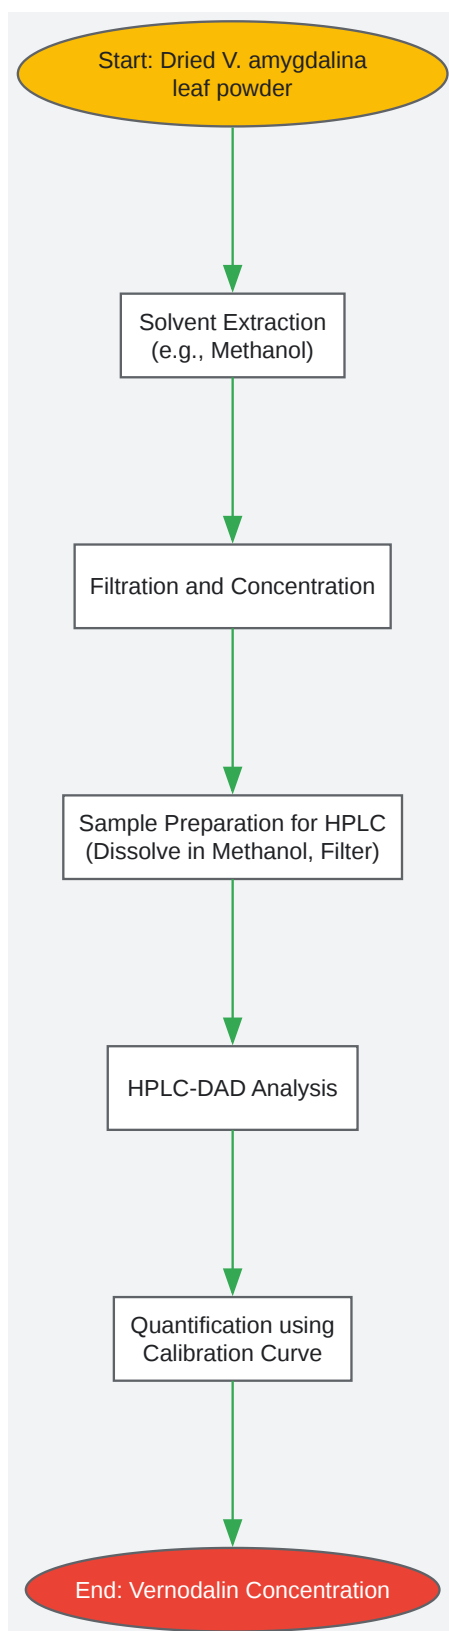 Start: Dried V. amygdalina
leaf powder
Solvent Extraction
(e.g., Methanol)
Filtration and Concentration
Sample Preparation for HPLC
(Dissolve in Methanol, Filter)
HPLC-DAD Analysis
Quantification using
Calibration Curve
End: Vernodalin Concentration